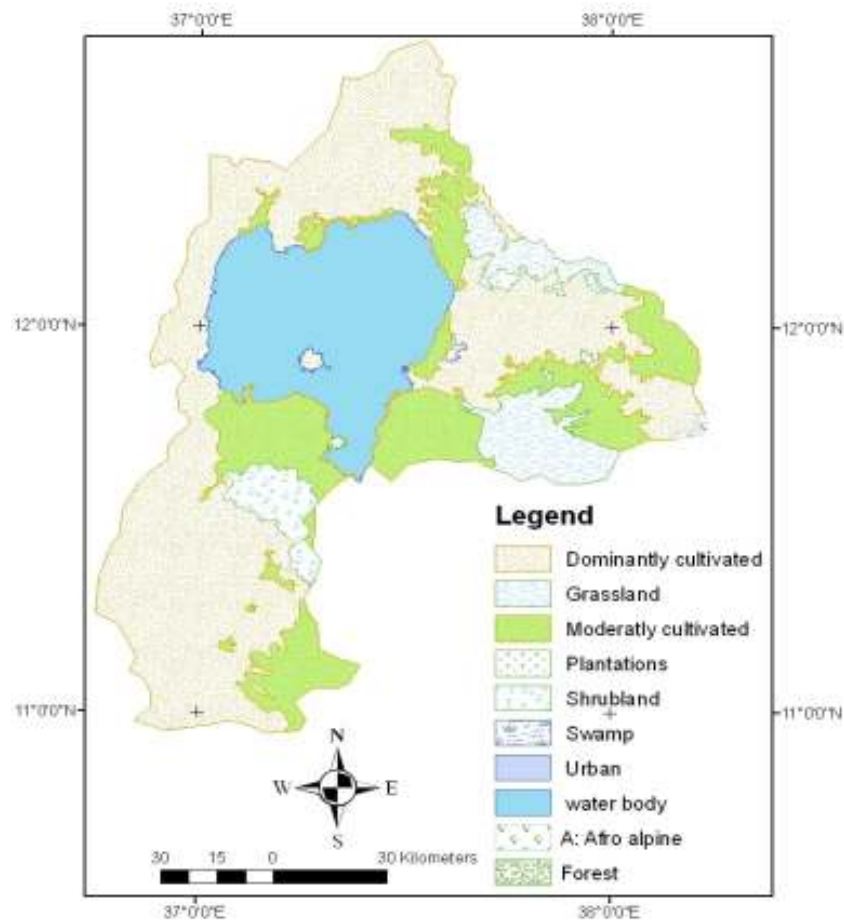 37°0'0"E 38°0'0"E
12°0'0"N 12°0'0"N
Legend
Dominantly cultivated
Grassland
Moderatly cultivated
Plantations
Shrubland
11°0'0"N 11°0'0"N
Swamp
N
Urban
W E
water body
S
A: Afro alpine
30 15 0 30 Kilometers
Forest
37°0'0"E 38°0'0"E